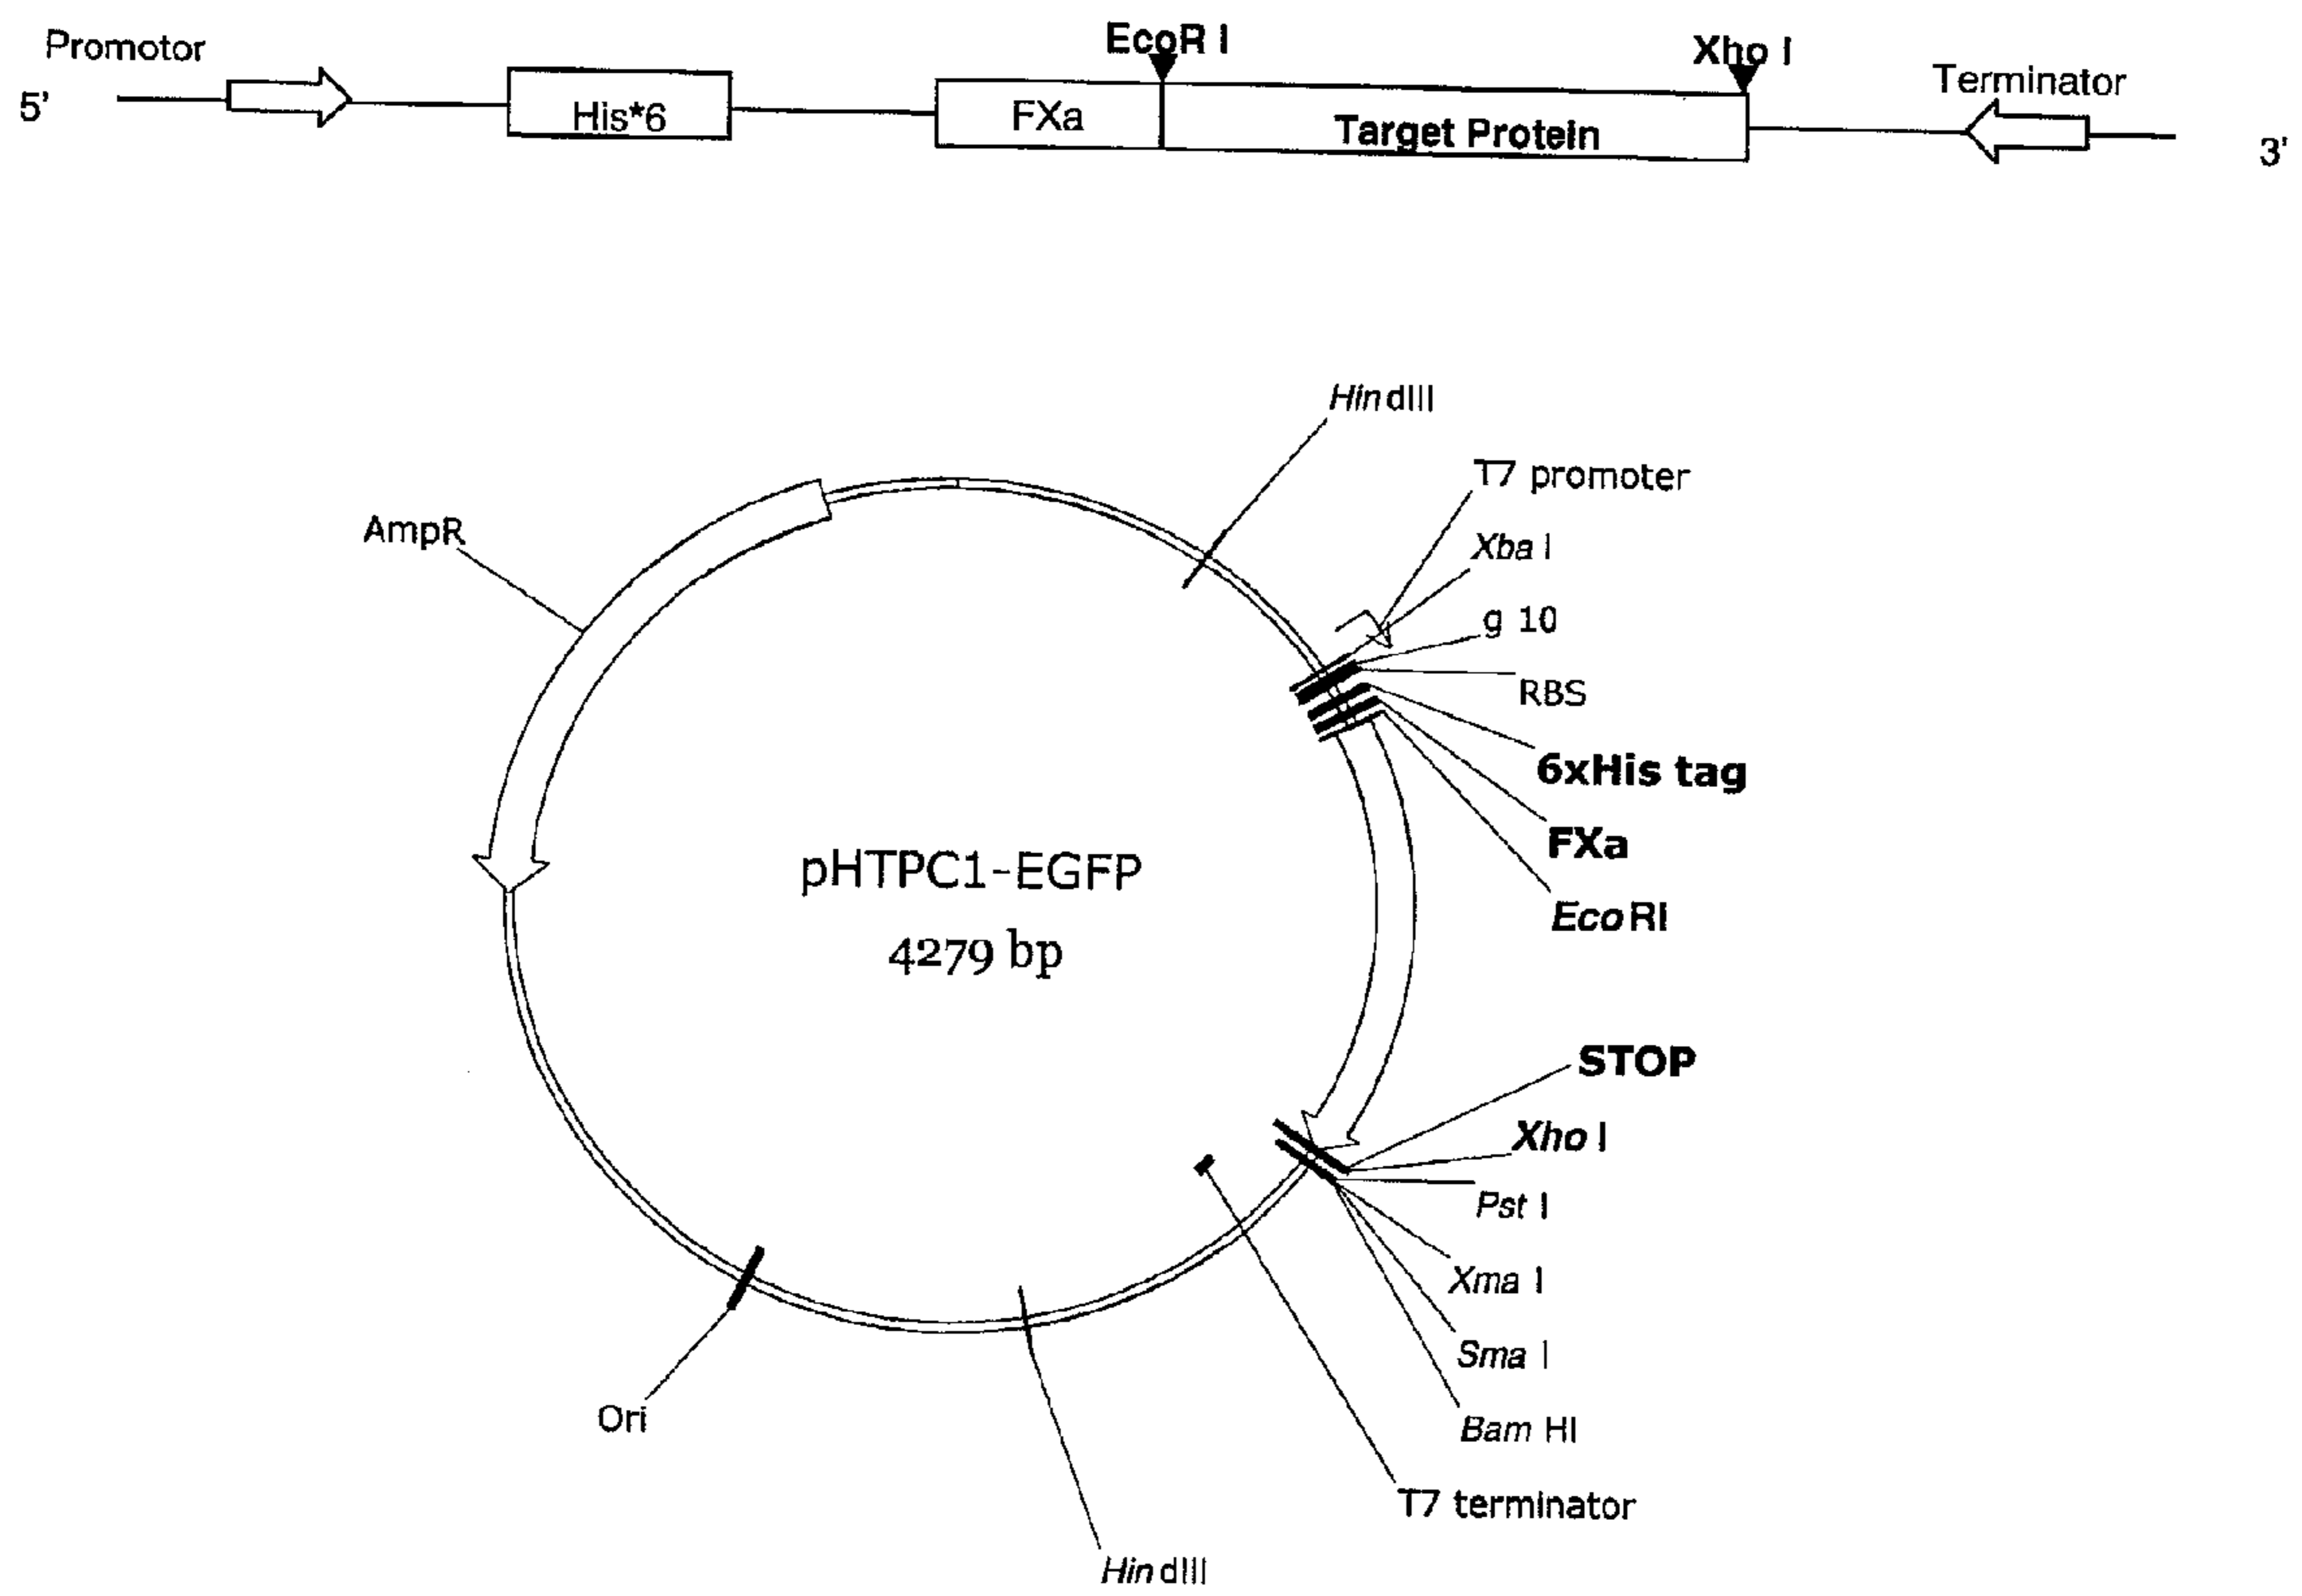 Promotor
EcoR I
Xho I
Terminator
5'
His*6
FXa
Target Protein
3'
HindIII
T7 promoter
AmpR
Xba I
g 10
RBS
6xHis tag
FXa
pHTPC1-EGFP
EcoRI
4279 bp
STOP
Xho I
Pst I
Xma I
Sma I
Ori
Bam HI
T7 terminator
HindIII